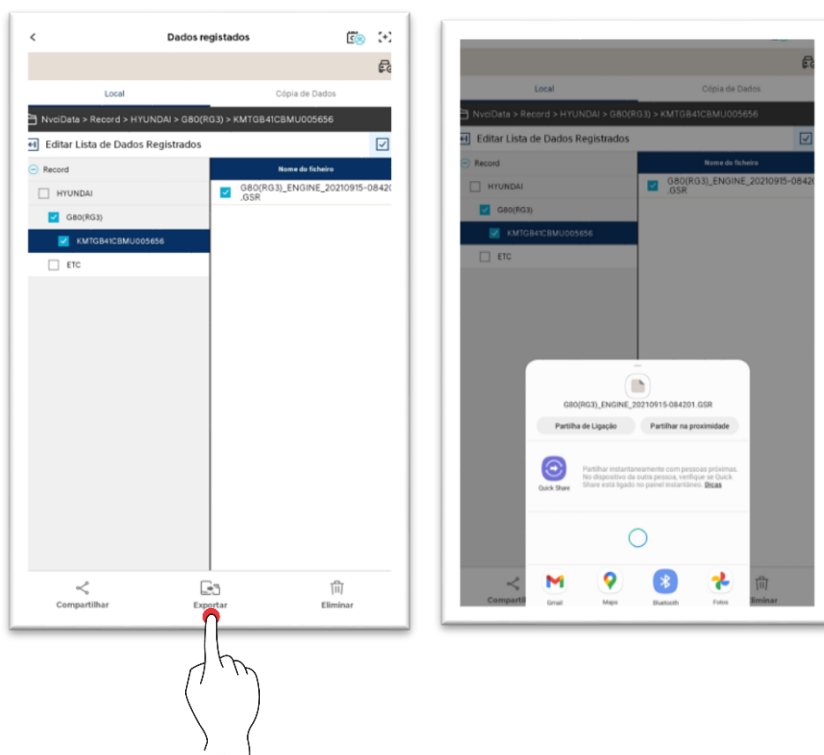 Dados registados
Local
Cópia de Dados
NvciData > Record > HYUNDAI > G80(RG3) > KMTGB41CBMU005656
Editar Lista de Dados Registrados
Record
Nome do ficheiro
HYUNDAI
G80(RG3)_ENGINE_20210915-08420
.GSR
G80(RG3)
KMTGB41CBMU005656
ETC
Compartilhar
Exportar
Eliminar
Local
Cópia de Dados
NvciData > Record > HYUNDAI > G80(RG3) > KMTGB41CBMU005656
Editar Lista de Dados Registrados
Record
Nome do ficheiro
HYUNDAI
G80(RG3)_ENGINE_20210915-0842
.GSR
G80(RG3)
KMTGB41CBMU005656
ETC
G80(RG3)_ENGINE_20210915-084201.GSR
Partilha de Ligação
Partilhar na proximidade
Quick Share
Partilhar instantaneamente com pessoas próximas.
No dispositivo da outra pessoa, verifique se Quick
Share está ligado no painel instantâneo. Dicas
Compartil
Gmail
Maps
Bluetooth
Fotos
liminar